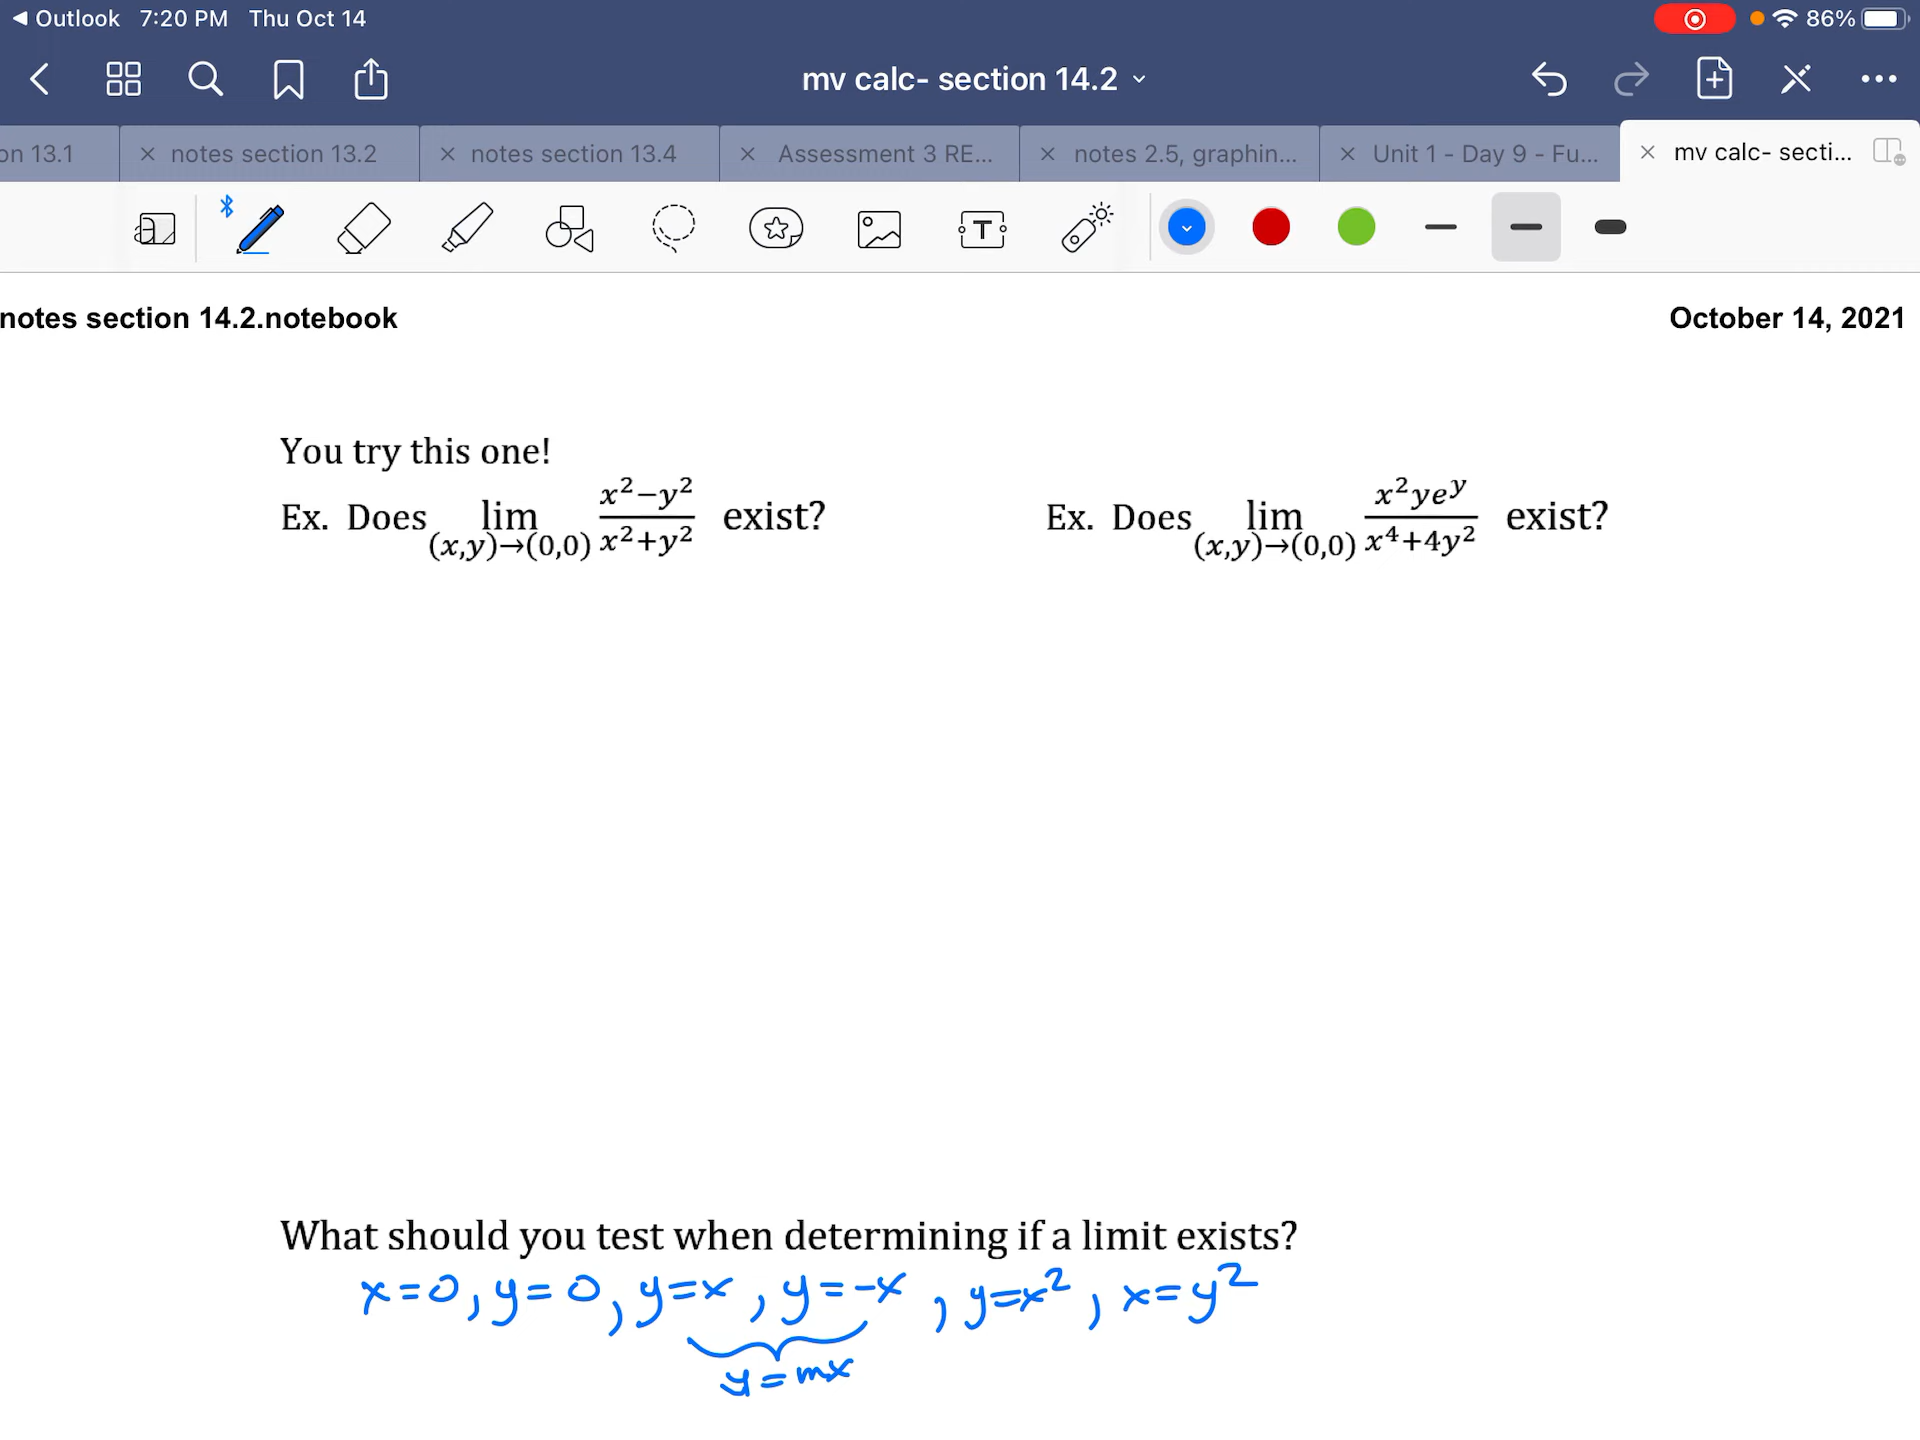 Outlook 7:20 PM Thu Oct 14 86%
mv calc- section 14.2
on 13.1 notes section 13.2 notes section 13.4 Assessment 3 RE... notes 2.5, graphin... Unit 1 - Day 9 - Fu... mv calc- secti...
notes section 14.2.notebook October 14, 2021
You try this one!
Ex. Does lim (x,y)→(0,0) x²−y²/x²+y² exist? Ex. Does lim (x,y)→(0,0) x²ye^y/x⁴+4y² exist?
What should you test when determining if a limit exists?
x=0, y=0, y=x, y=-x, y=x², x=y²
y=mx